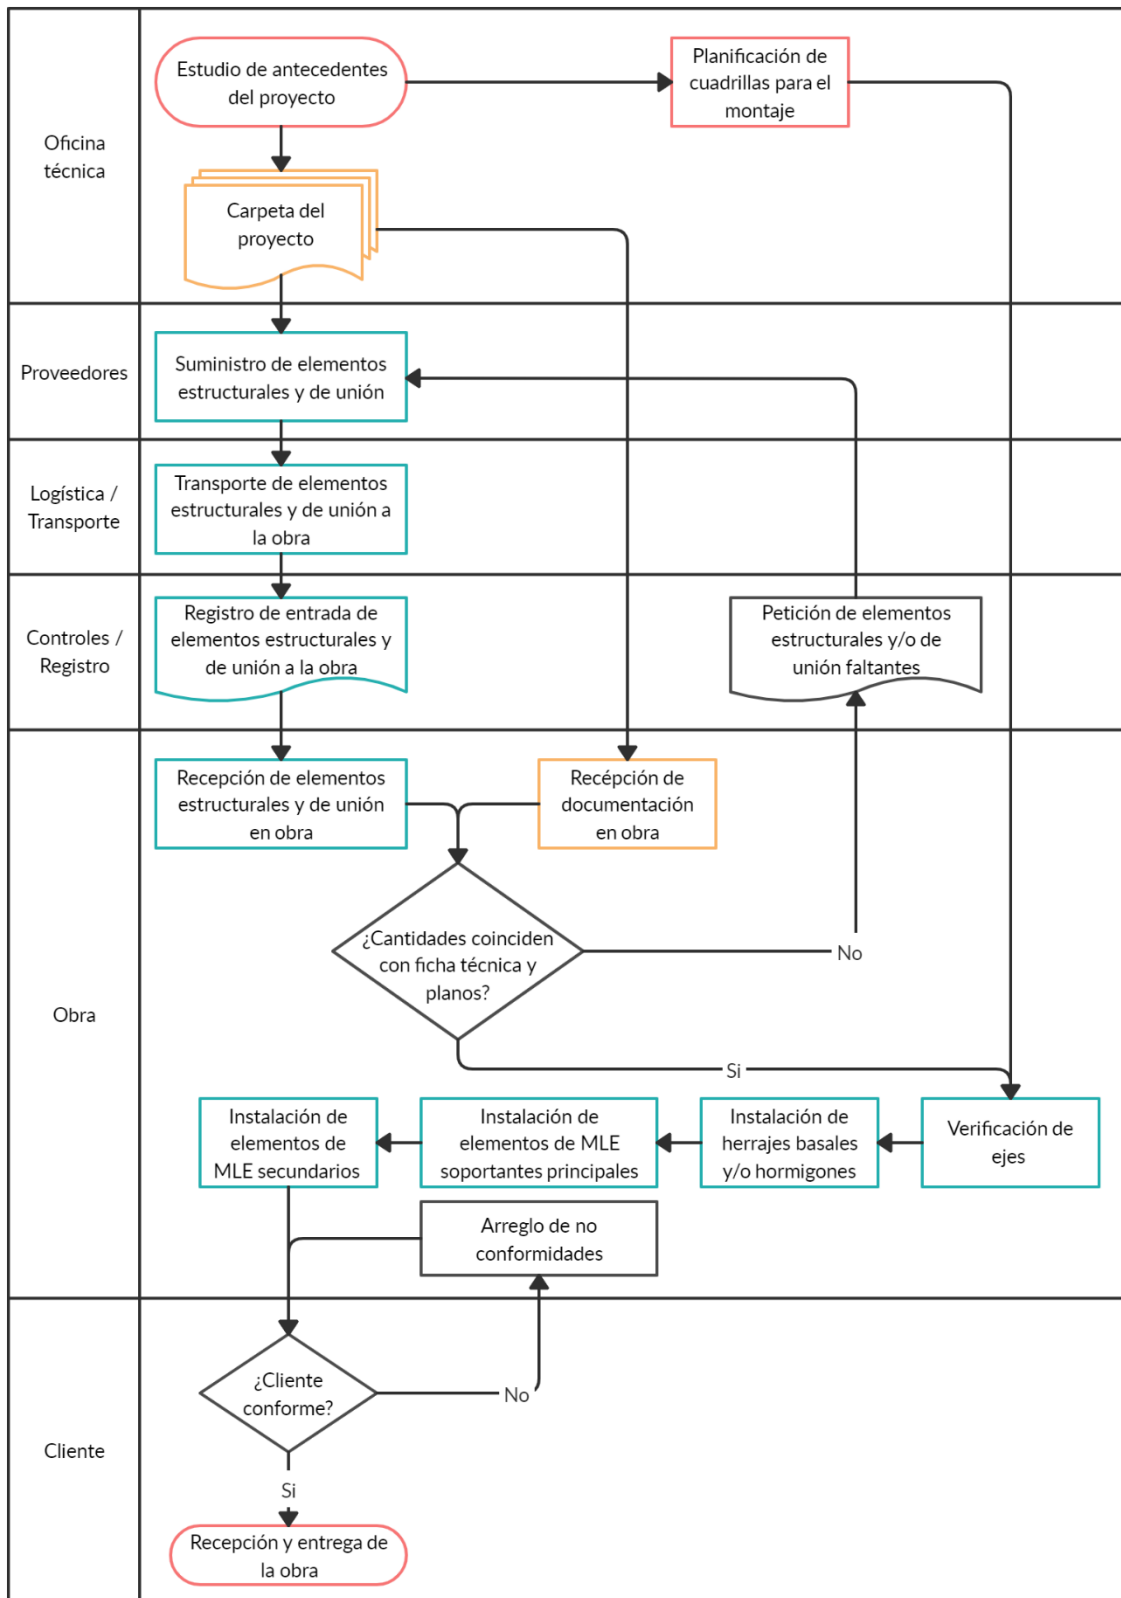 Oficina
técnica
Estudio de antecedentes
del proyecto
Planificación de
cuadrillas para el
montaje
Carpeta del
proyecto
Proveedores
Suministro de elementos
estructurales y de unión
Logística /
Transporte
Transporte de elementos
estructurales y de unión a
la obra
Controles /
Registro
Registro de entrada de
elementos estructurales y
de unión a la obra
Petición de elementos
estructurales y/o de
unión faltantes
Obra
Recepción de elementos
estructurales y de unión
en obra
Recépción de
documentación
en obra
¿Cantidades coinciden
con ficha técnica y
planos?
No
Si
Verificación de
ejes
Instalación de
herrajes basales
y/o hormigones
Instalación de
elementos de MLE
soportantes principales
Instalación de
elementos de
MLE secundarios
Arreglo de no
conformidades
Cliente
¿Cliente
conforme?
No
Si
Recepción y entrega de
la obra